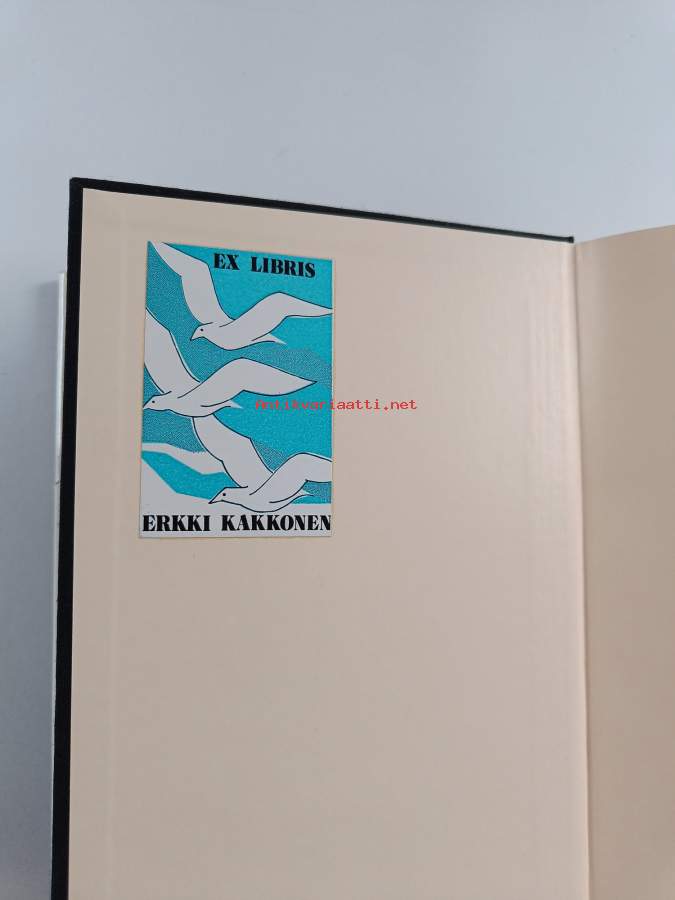 EX LIBRIS
Antikvariaatti.net
ERKKI KAKKONEN